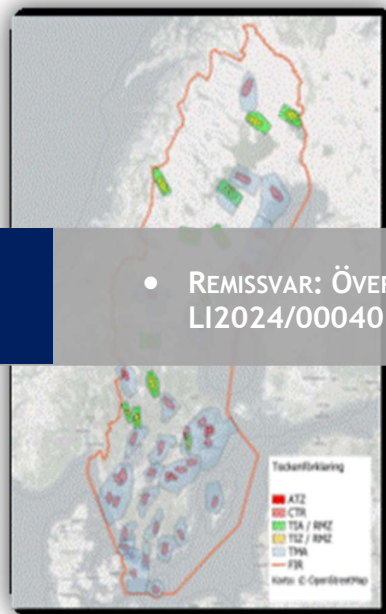 • REMISSVAR: ÖVER
LI2024/00040
Teckenförklaring
ATZ
CTR
TIA / RMZ
TIZ / RMZ
TMA
FIR
Karta: © OpenStreetMap